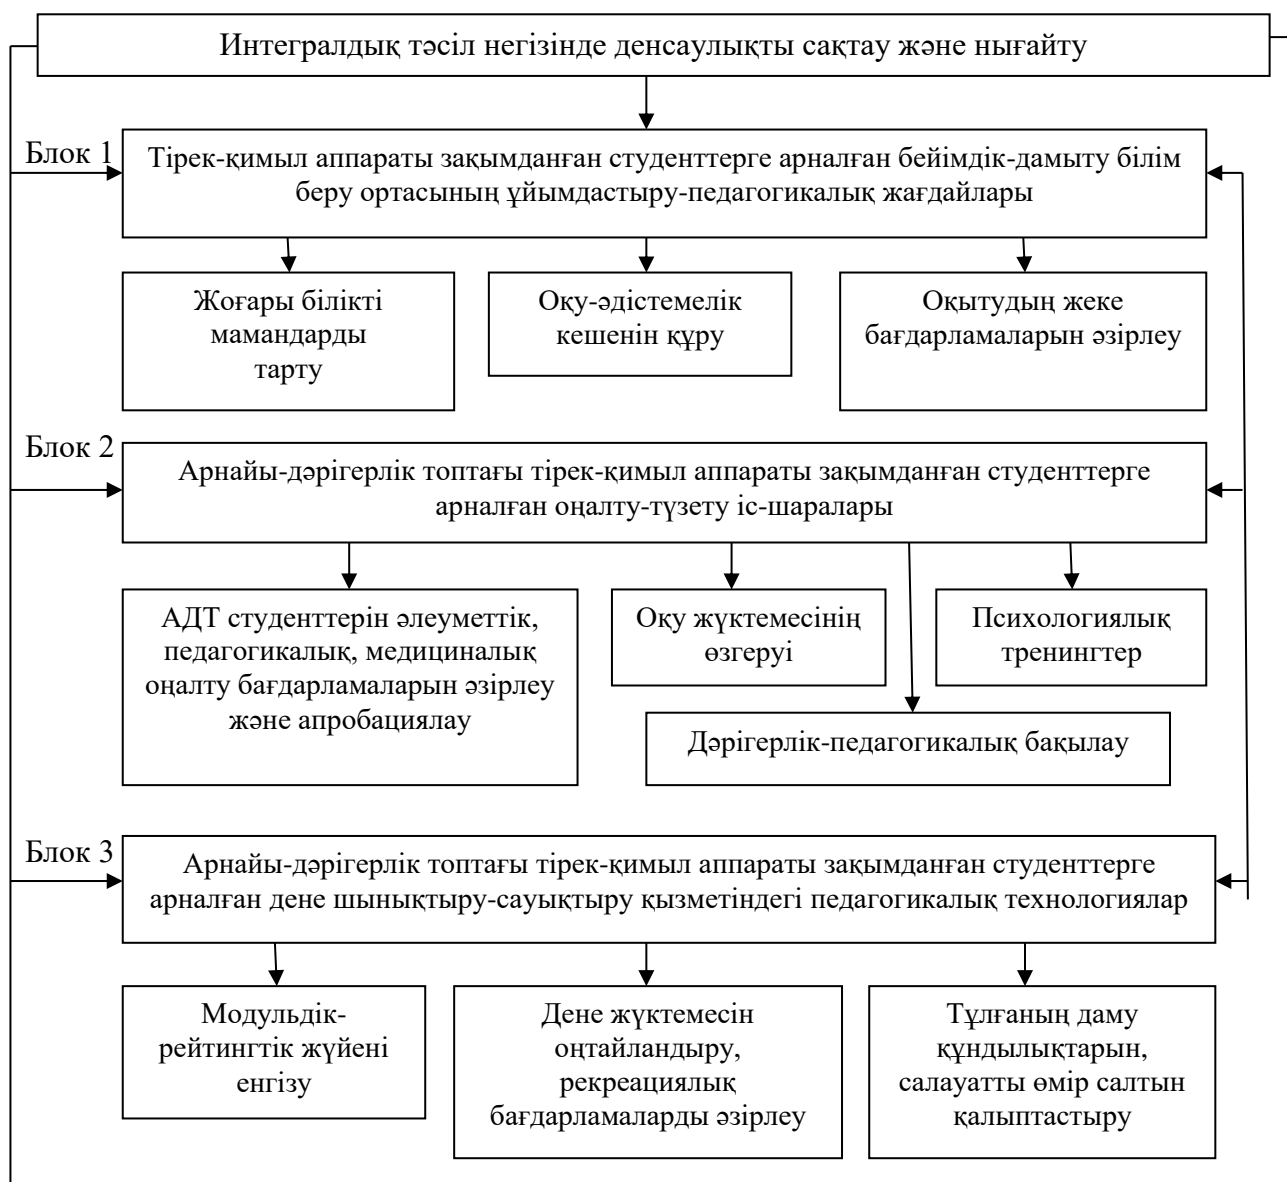 Интегралдық тәсіл негізінде денсаулықты сақтау және нығайту
Блок 1
Тірек-қимыл аппараты зақымданған студенттерге арналған бейімдік-дамыту білім
беру ортасының ұйымдастыру-педагогикалық жағдайлары
Жоғары білікті
мамандарды
тарту
Оқу-әдістемелік
кешенін құру
Оқытудың жеке
бағдарламаларын әзірлеу
Блок 2
Арнайы-дәрігерлік топтағы тірек-қимыл аппараты зақымданған студенттерге
арналған оңалту-түзету іс-шаралары
АДТ студенттерін әлеуметтік,
педагогикалық, медициналық
оңалту бағдарламаларын әзірлеу
және апробациялау
Оқу жүктемесінің
өзгеруі
Психологиялық
тренингтер
Дәрігерлік-педагогикалық бақылау
Блок 3
Арнайы-дәрігерлік топтағы тірек-қимыл аппараты зақымданған студенттерге
арналған дене шынықтыру-сауықтыру қызметіндегі педагогикалық технологиялар
Модульдік-
рейтингтік жүйені
енгізу
Дене жүктемесін
оңтайландыру,
рекреациялық
бағдарламаларды әзірлеу
Тұлғаның даму
құндылықтарын,
салауатты өмір салтын
қалыптастыру